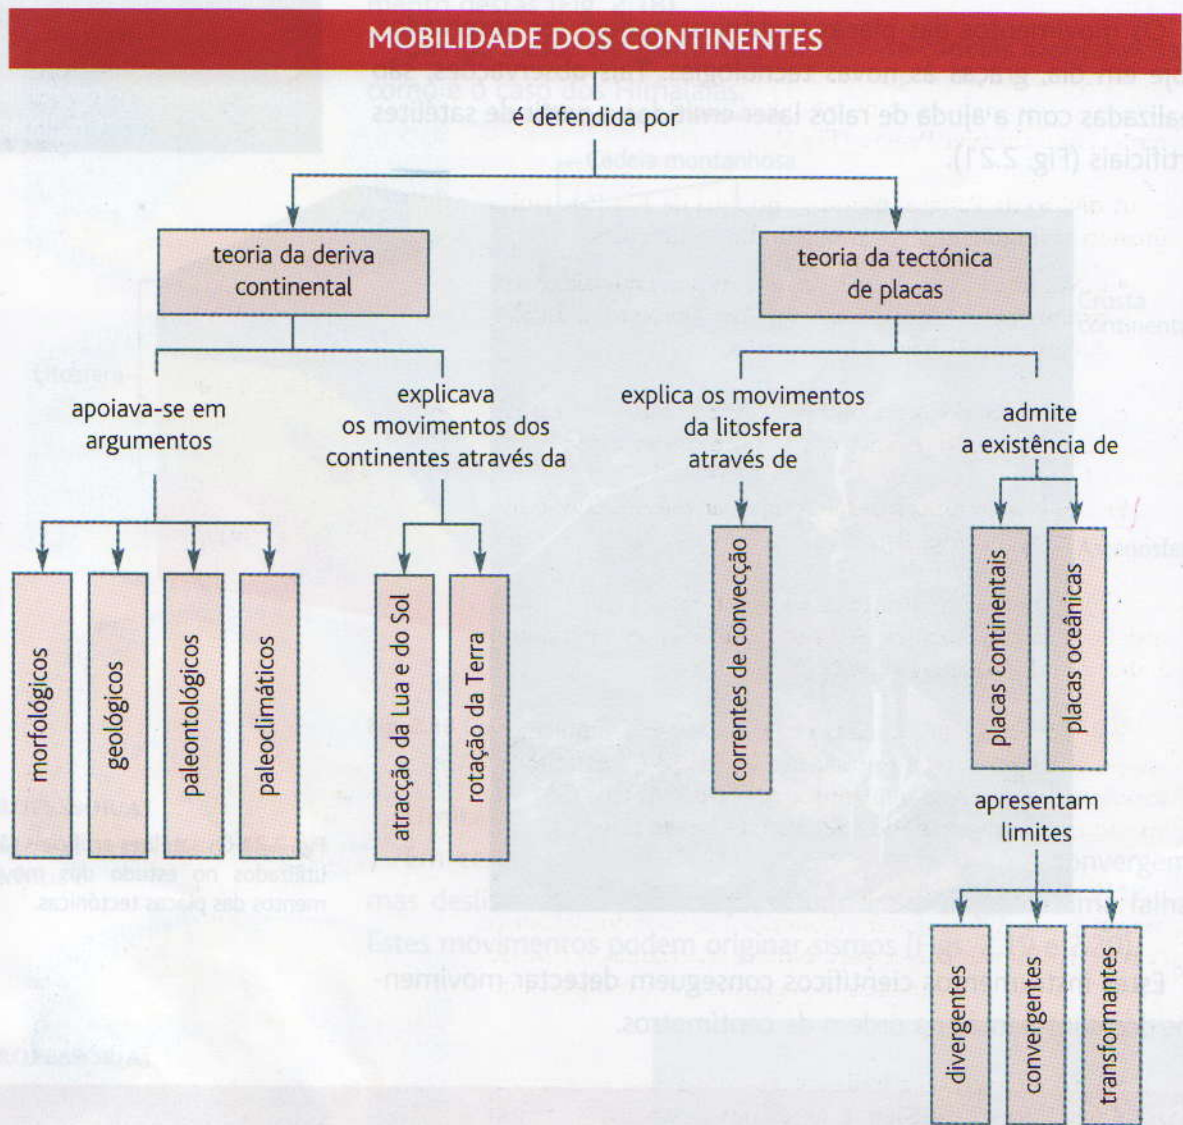 MOBILIDADE DOS CONTINENTES
é defendida por
teoria da deriva
continental
teoria da tectónica
de placas
apoiava-se em
argumentos
explicava
os movimentos dos
continentes através da
explica os movimentos
da litosfera
através de
admite
a existência de
morfológicos
geológicos
paleontológicos
paleoclimáticos
atracção da Lua e do Sol
rotação da Terra
correntes de convecção
placas continentais
placas oceânicas
apresentam
limites
divergentes
convergentes
transformantes